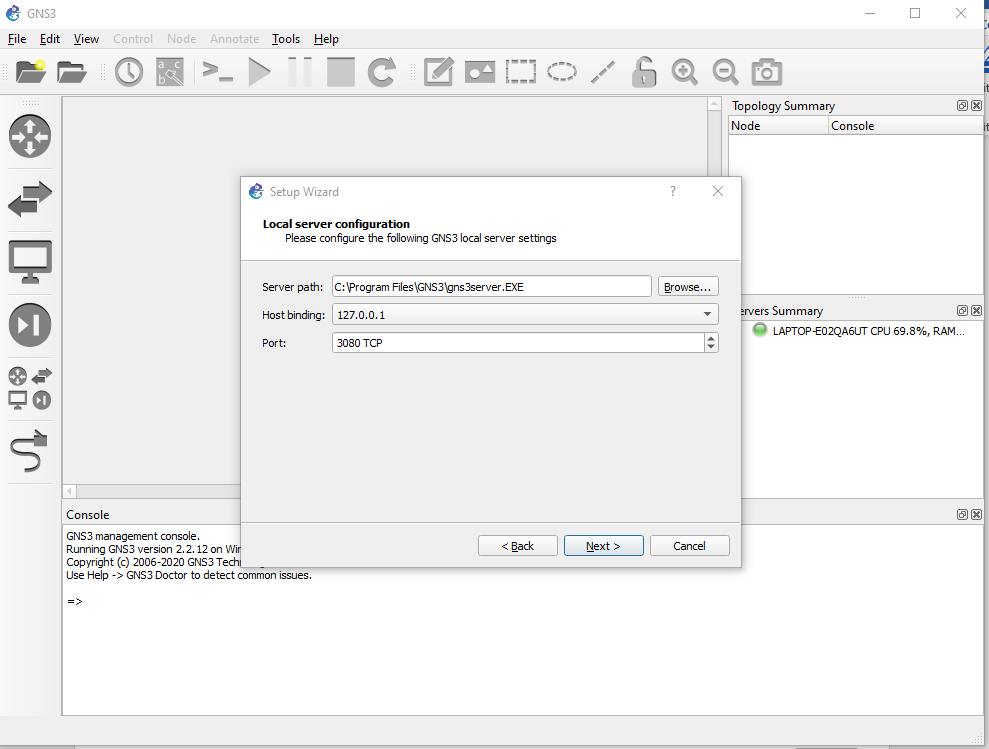 GNS3
File Edit View Control Node Annotate Tools Help
a c
b
Topology Summary
Node Console
Setup Wizard
?
Local server configuration
Please configure the following GNS3 local server settings
Server path: C:\Program Files\GNS3\gns3server.EXE Browse...
Host binding: 127.0.0.1
Port: 3080 TCP
< Back Next > Cancel
ervers Summary
LAPTOP-E02QA6UT CPU 69.8%, RAM...
Console
GNS3 management console.
Running GNS3 version 2.2.12 on Wi
Copyright (c) 2006-2020 GNS3 Tech
Use Help -> GNS3 Doctor to detect common issues.
=>